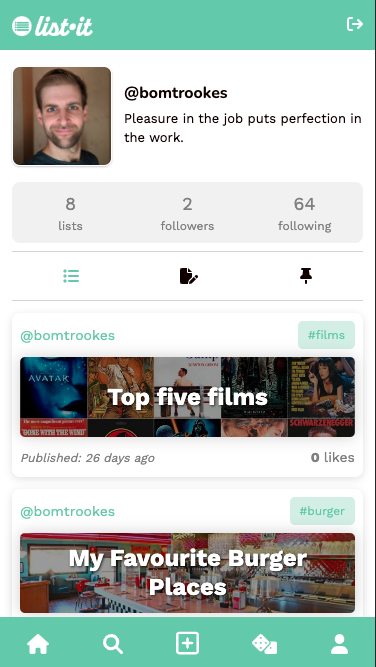 list•it
@bomtrookes
Pleasure in the job puts perfection in
the work.
8
2
64
lists
followers
following
@bomtrookes
#films
AVATAR
Top five films
GONE WITH THE WIND
SCHWARZENEGGER
Published: 26 days ago
0 likes
@bomtrookes
#burger
My Favourite Burger
Places